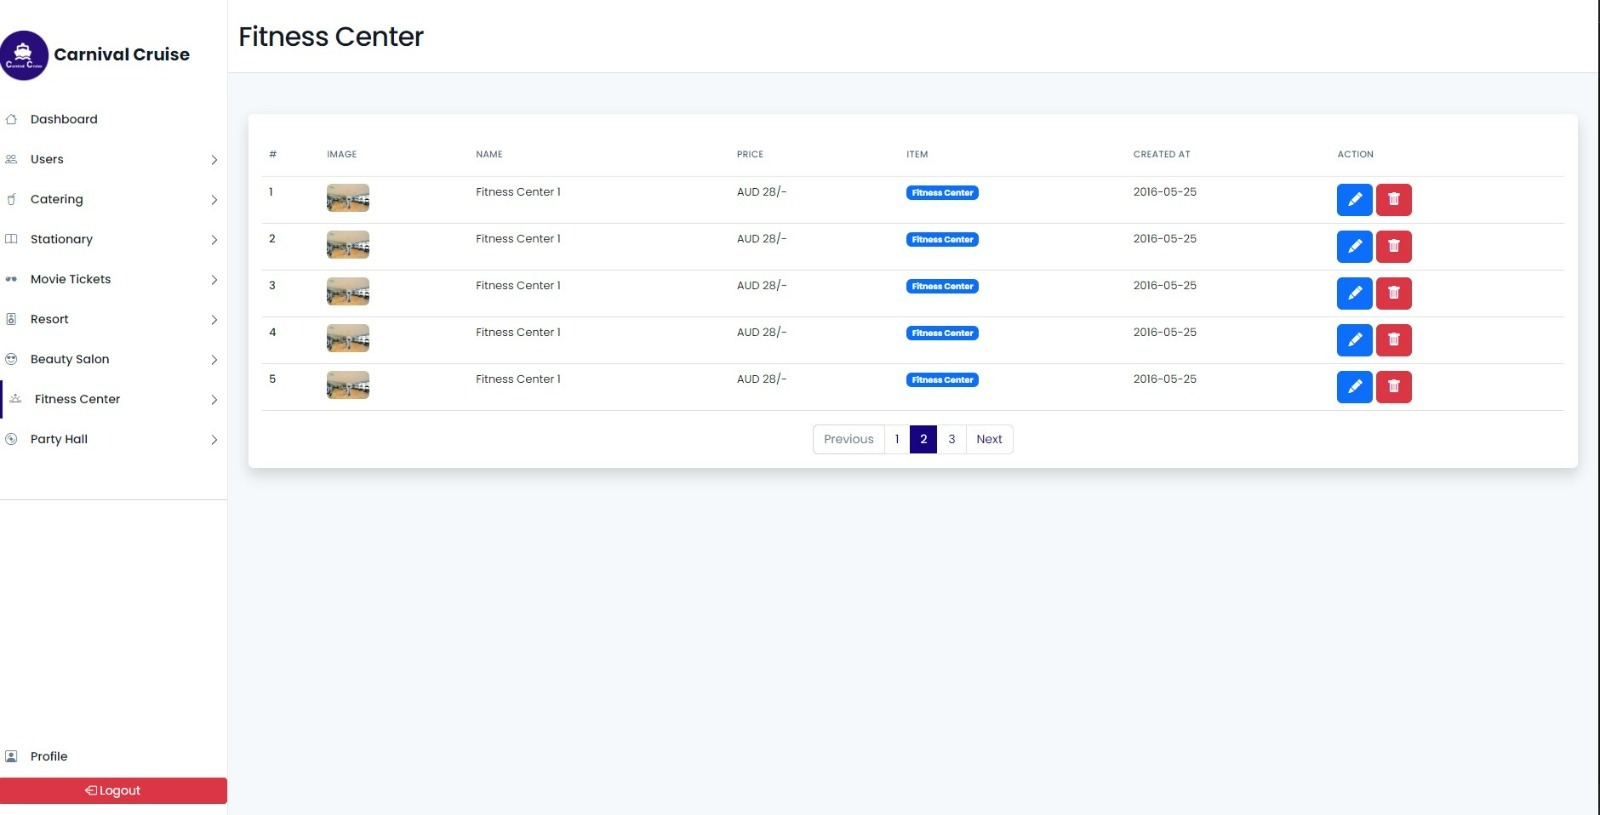 Carnival Cruise
Carnival Cruise
Dashboard
Users
Catering
Stationary
Movie Tickets
Resort
Beauty Salon
Fitness Center
Party Hall
Profile
Logout
Fitness Center
# IMAGE NAME PRICE ITEM CREATED AT ACTION
1 Fitness Center 1 AUD 28/- Fitness Center 2016-05-25
2 Fitness Center 1 AUD 28/- Fitness Center 2016-05-25
3 Fitness Center 1 AUD 28/- Fitness Center 2016-05-25
4 Fitness Center 1 AUD 28/- Fitness Center 2016-05-25
5 Fitness Center 1 AUD 28/- Fitness Center 2016-05-25
Previous 1 2 3 Next